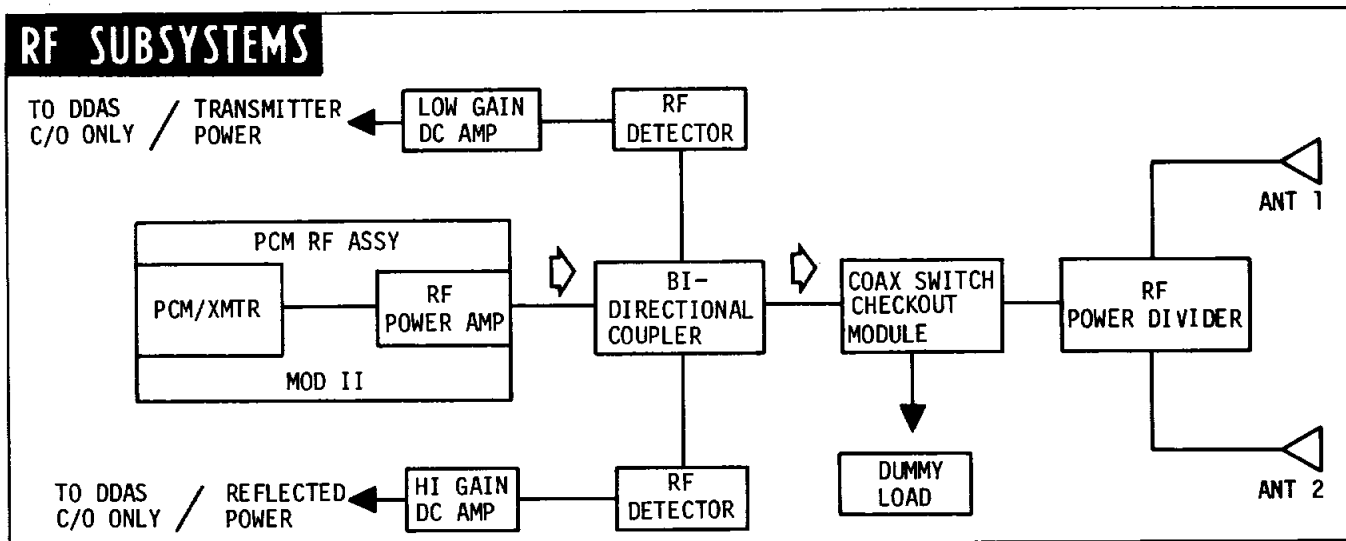 RF SUBSYSTEMS
TO DDAS
C/O ONLY / TRANSMITTER
POWER
LOW GAIN
DC AMP
RF
DETECTOR
ANT 1
PCM RF ASSY
PCM/XMTR
RF
POWER AMP
MOD II
BI-
DIRECTIONAL
COUPLER
COAX SWITCH
CHECKOUT
MODULE
RF
POWER DIVIDER
DUMMY
LOAD
TO DDAS
C/O ONLY / REFLECTED
POWER
HI GAIN
DC AMP
RF
DETECTOR
ANT 2